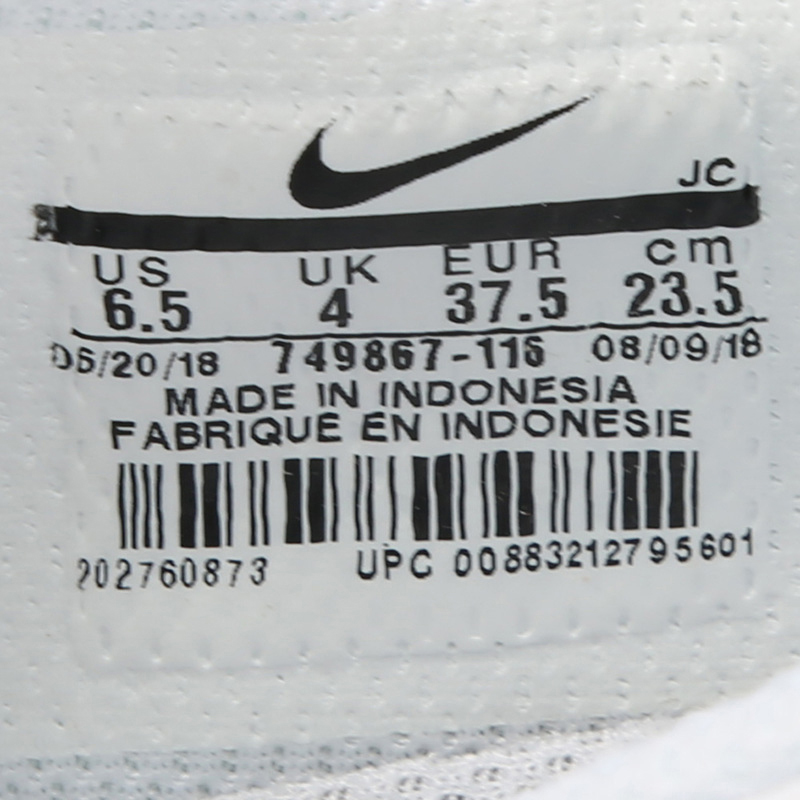 JC
US UK EUR cm
6.5 4 37.5 23.5
06/20/18 749867-116 08/09/18
MADE IN INDONESIA
FABRIQUE EN INDONESIE
202760873 UPC 00883212795601